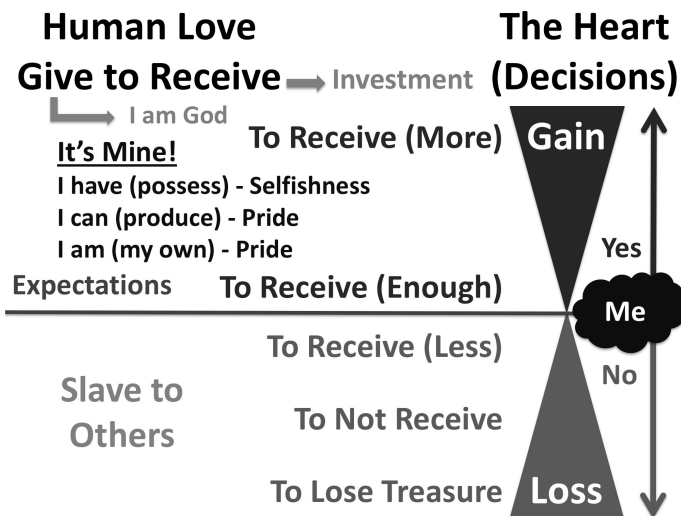 Human Love
The Heart
Give to Receive
Investment
(Decisions)
I am God
To Receive (More)
Gain
It's Mine!
I have (possess) - Selfishness
I can (produce) - Pride
I am (my own) - Pride
Yes
Expectations
To Receive (Enough)
Me
To Receive (Less)
No
Slave to
Others
To Not Receive
To Lose Treasure
Loss